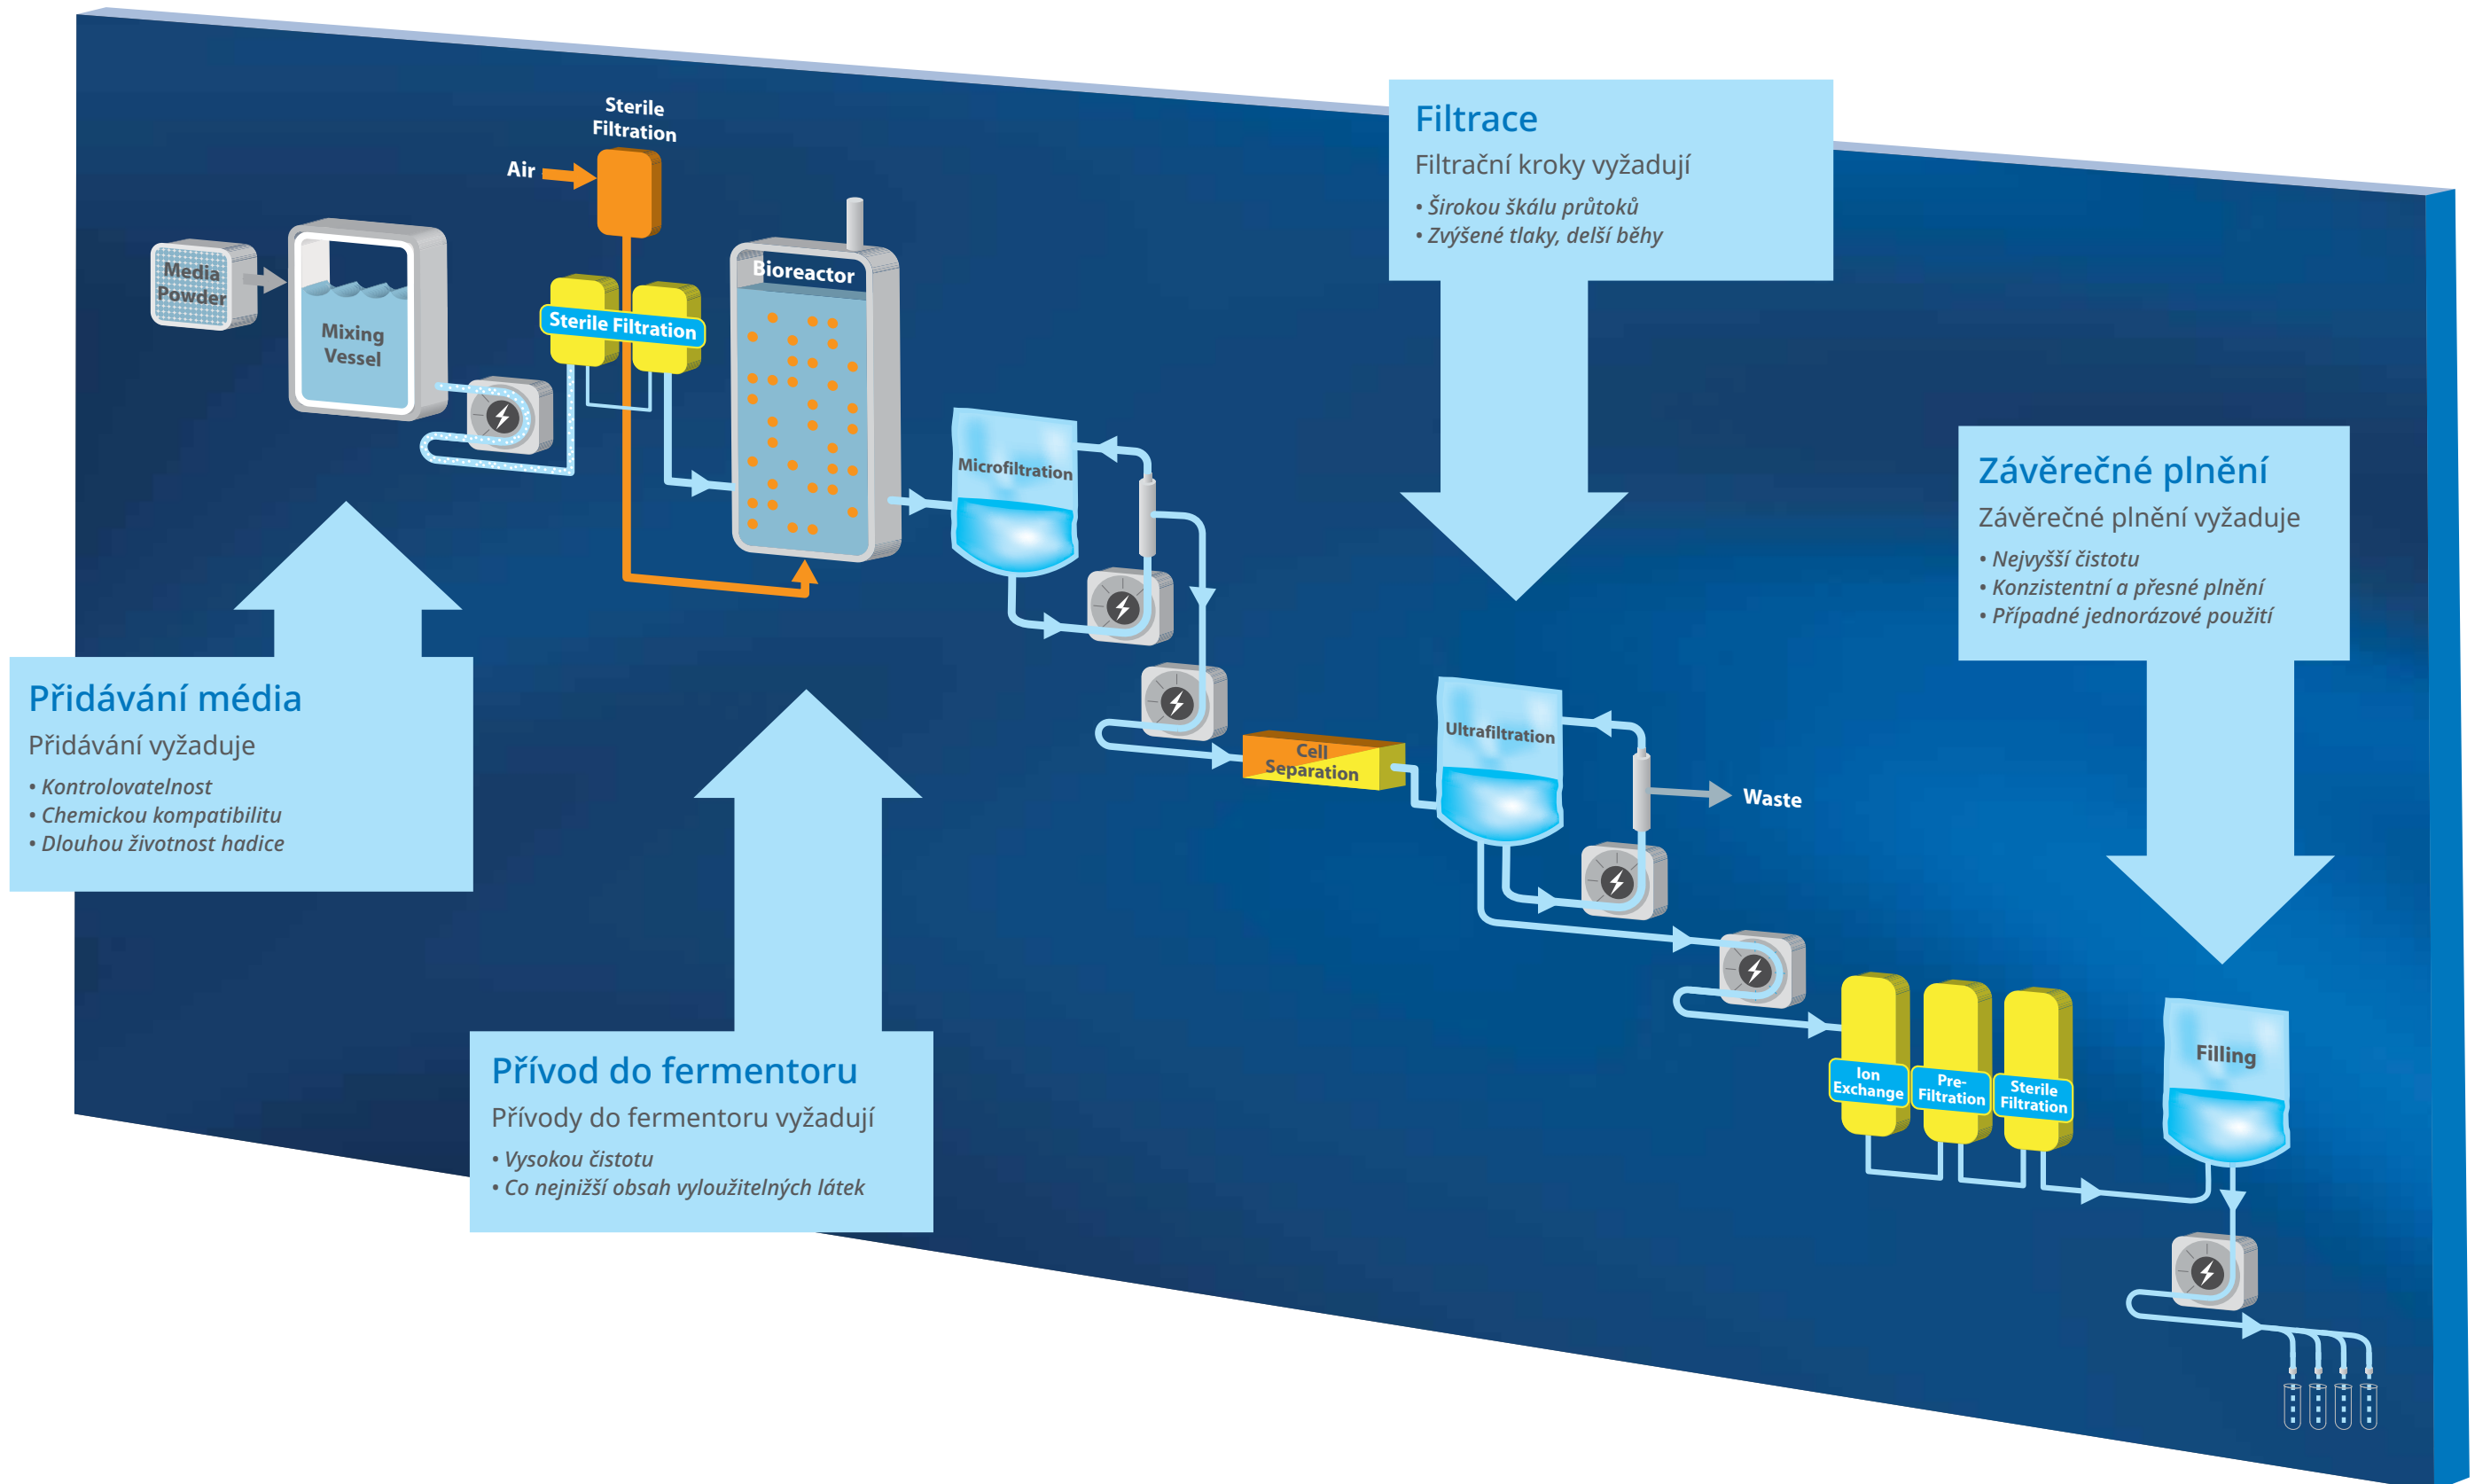 Sterile
Filtration
Air
Media
Powder
Mixing
Vessel
Sterile Filtration
Bioreactor
Filtrace
Filtrační kroky vyžadují
• Širokou škálu průtoků
• Zvýšené tlaky, delší běhy
Microfiltration
Závěrečné plnění
Závěrečné plnění vyžaduje
• Nejvyšší čistotu
• Konzistentní a přesné plnění
• Případné jednorázové použití
Přidávání média
Přidávání vyžaduje
• Kontrolovatelnost
• Chemickou kompatibilitu
• Dlouhou životnost hadice
Cell
Separation
Ultrafiltration
Waste
Přívod do fermentoru
Přívody do fermentoru vyžadují
• Vysokou čistotu
• Co nejnižší obsah vyloužitelných látek
Ion
Exchange
Pre-
Filtration
Sterile
Filtration
Filling